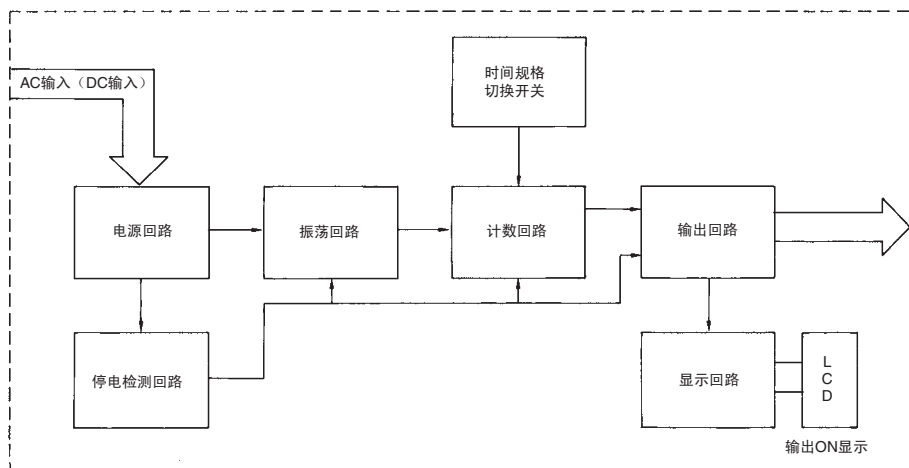 时间规格
切换开关
AC输入（DC输入）
电源回路
振荡回路
计数回路
输出回路
停电检测回路
显示回路
L
C
D
输出ON显示